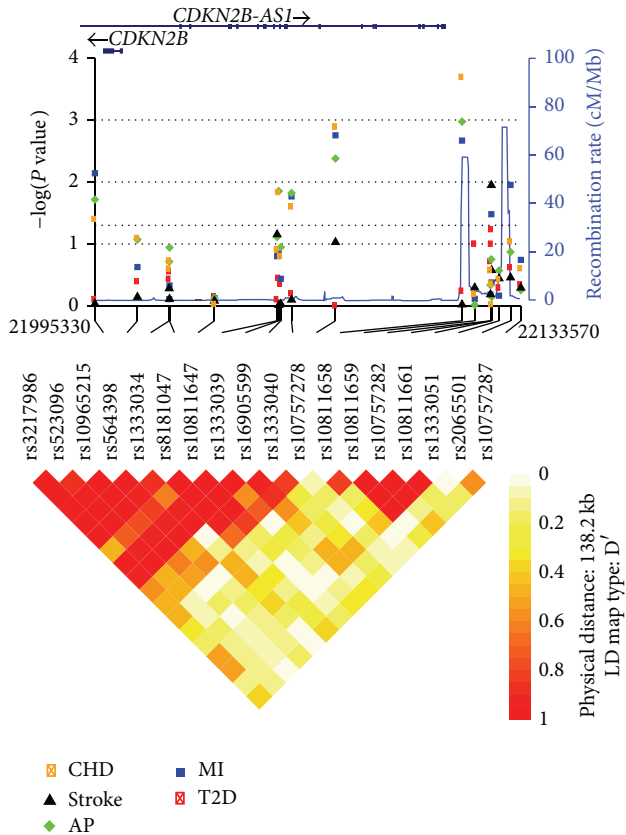 CDKN2B-AS1
CDKN2B
−log(P value)
4
3
2
1
0
100
80
60
40
20
0
Recombination rate (cM/Mb)
21995330
22133570
rs3217986
rs523096
rs10965215
rs564398
rs1333034
rs8181047
rs10811647
rs1333039
rs16905599
rs1333040
rs10757278
rs10811658
rs10811659
rs10757282
rs10811661
rs1333051
rs2065501
rs10757287
0
0.2
0.4
0.6
0.8
1
Physical distance: 138.2 kb
LD map type: D′
CHD
MI
Stroke
T2D
AP